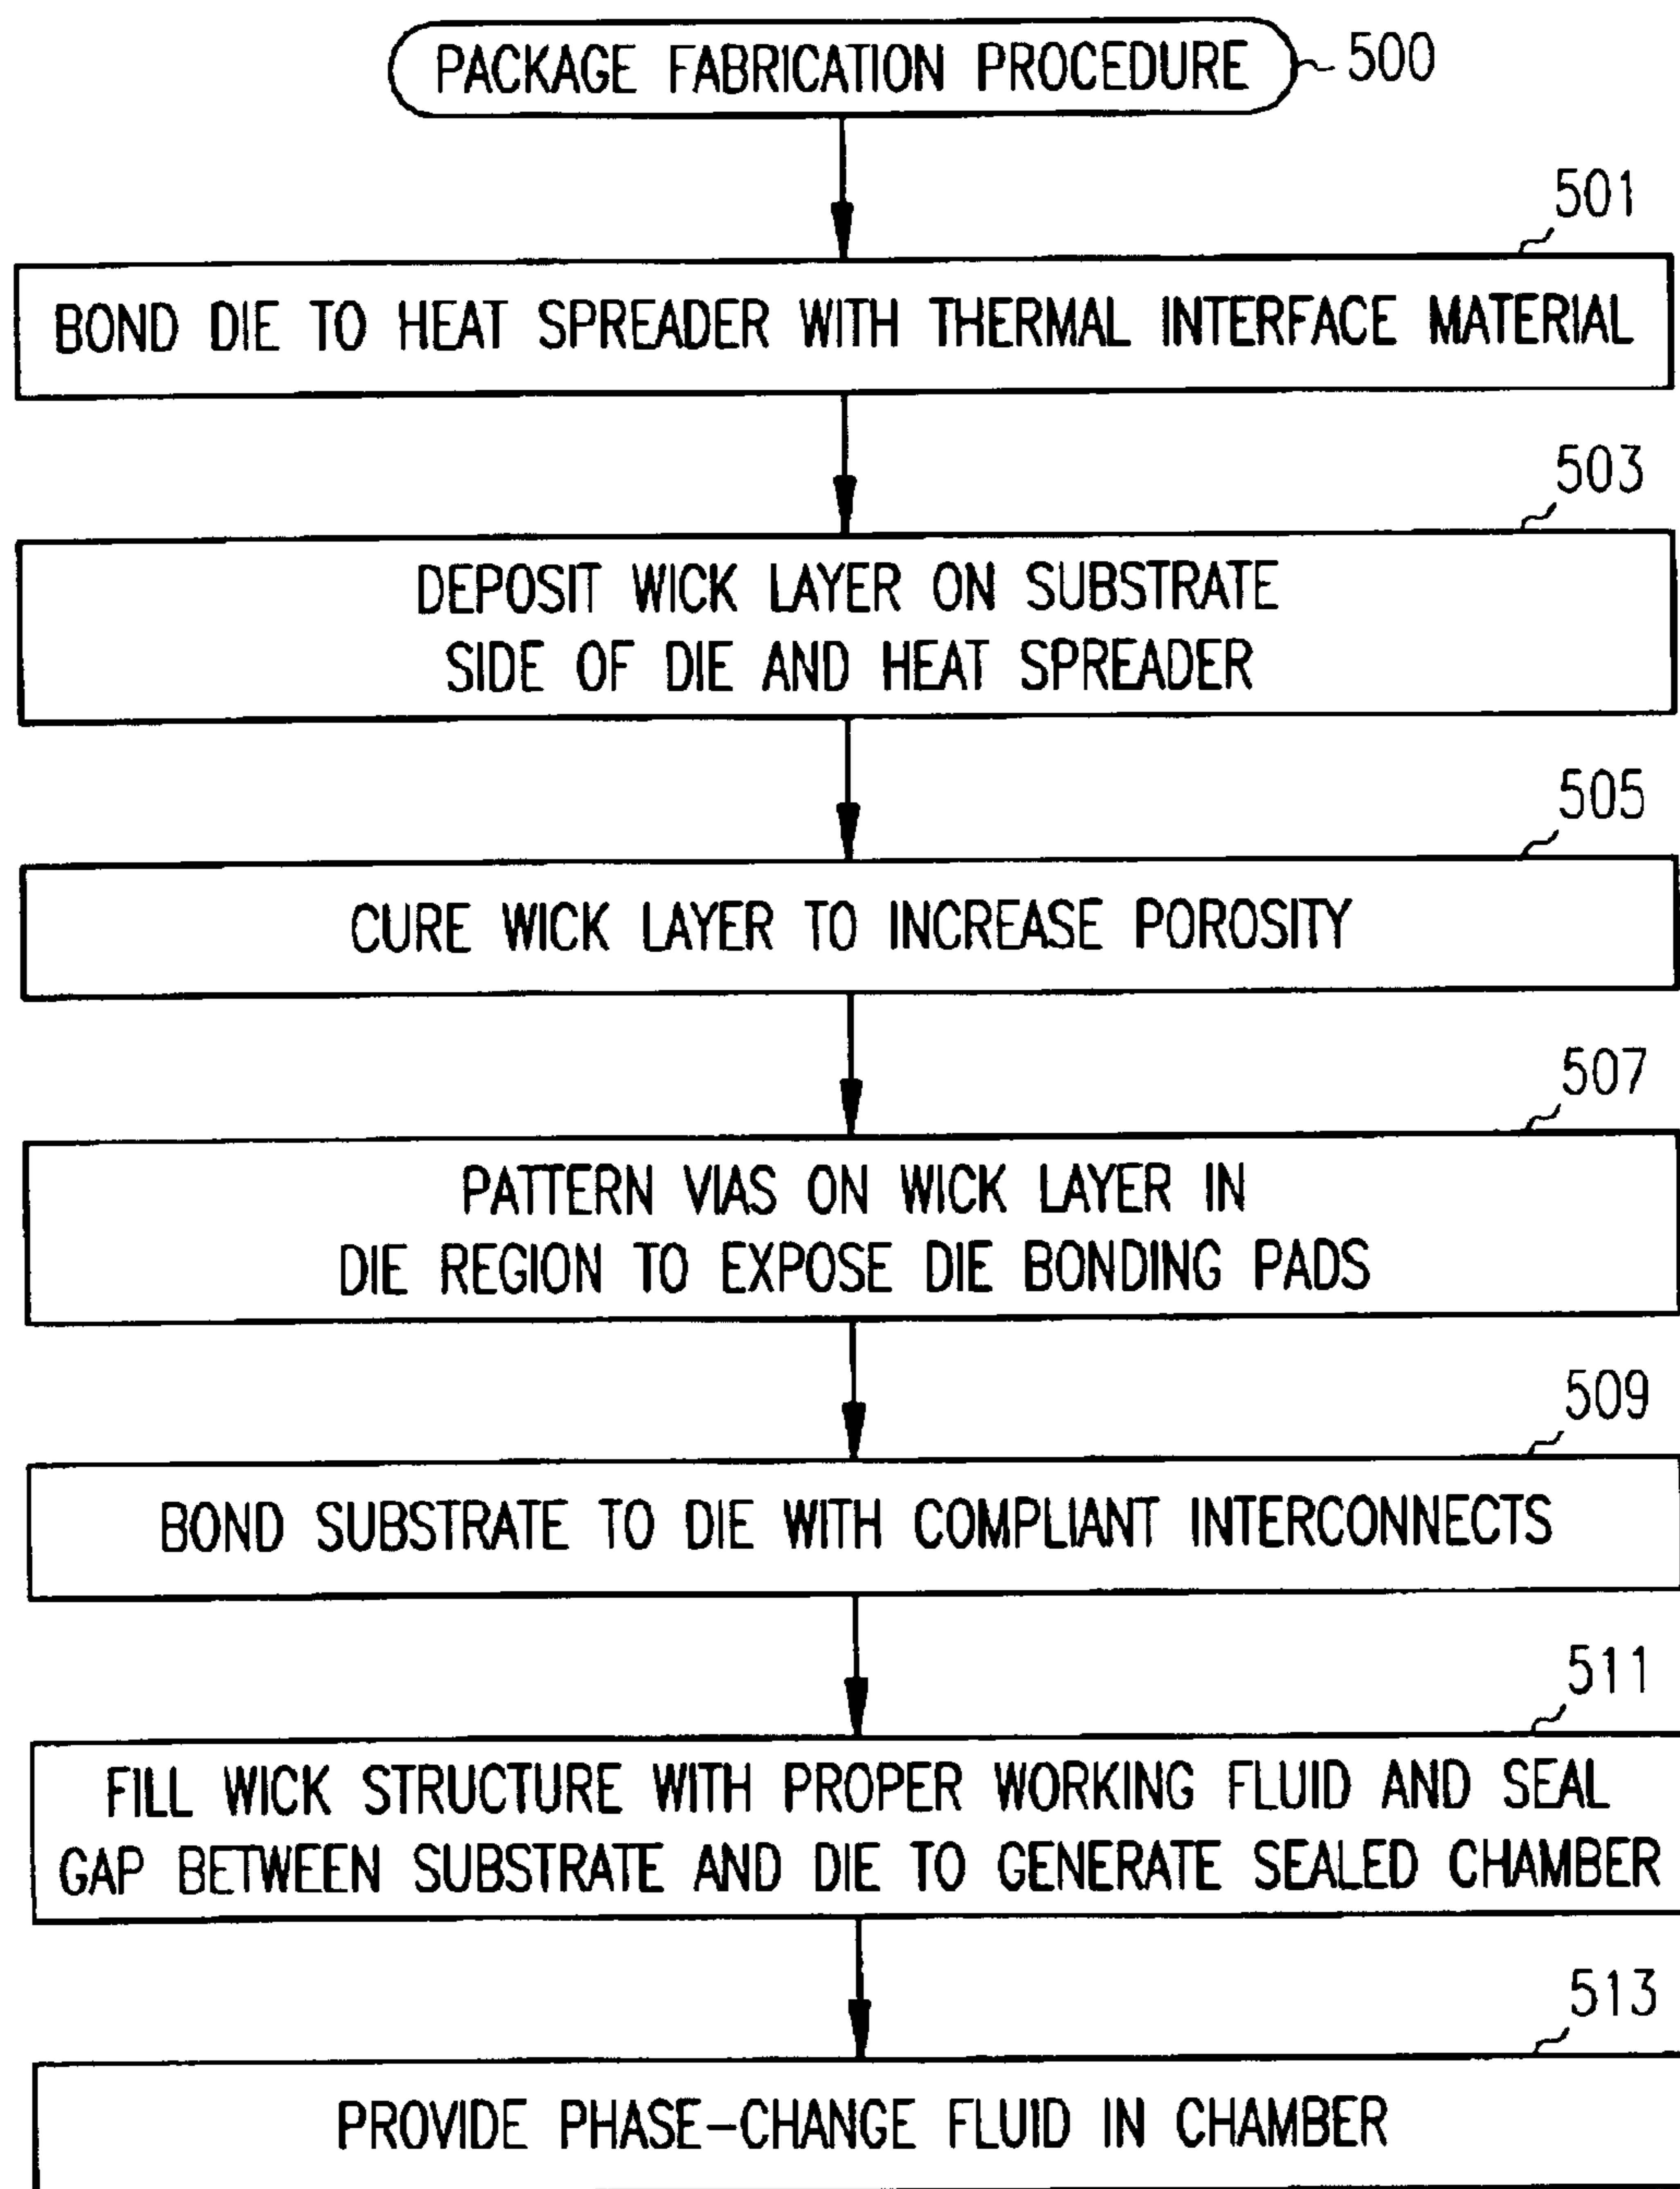 PACKAGE FABRICATION PROCEDURE
500
501
BOND DIE TO HEAT SPREADER WITH THERMAL INTERFACE MATERIAL
503
DEPOSIT WICK LAYER ON SUBSTRATE
SIDE OF DIE AND HEAT SPREADER
505
CURE WICK LAYER TO INCREASE POROSITY
507
PATTERN VIAS ON WICK LAYER IN
DIE REGION TO EXPOSE DIE BONDING PADS
509
BOND SUBSTRATE TO DIE WITH COMPLIANT INTERCONNECTS
511
FILL WICK STRUCTURE WITH PROPER WORKING FLUID AND SEAL
GAP BETWEEN SUBSTRATE AND DIE TO GENERATE SEALED CHAMBER
513
PROVIDE PHASE-CHANGE FLUID IN CHAMBER